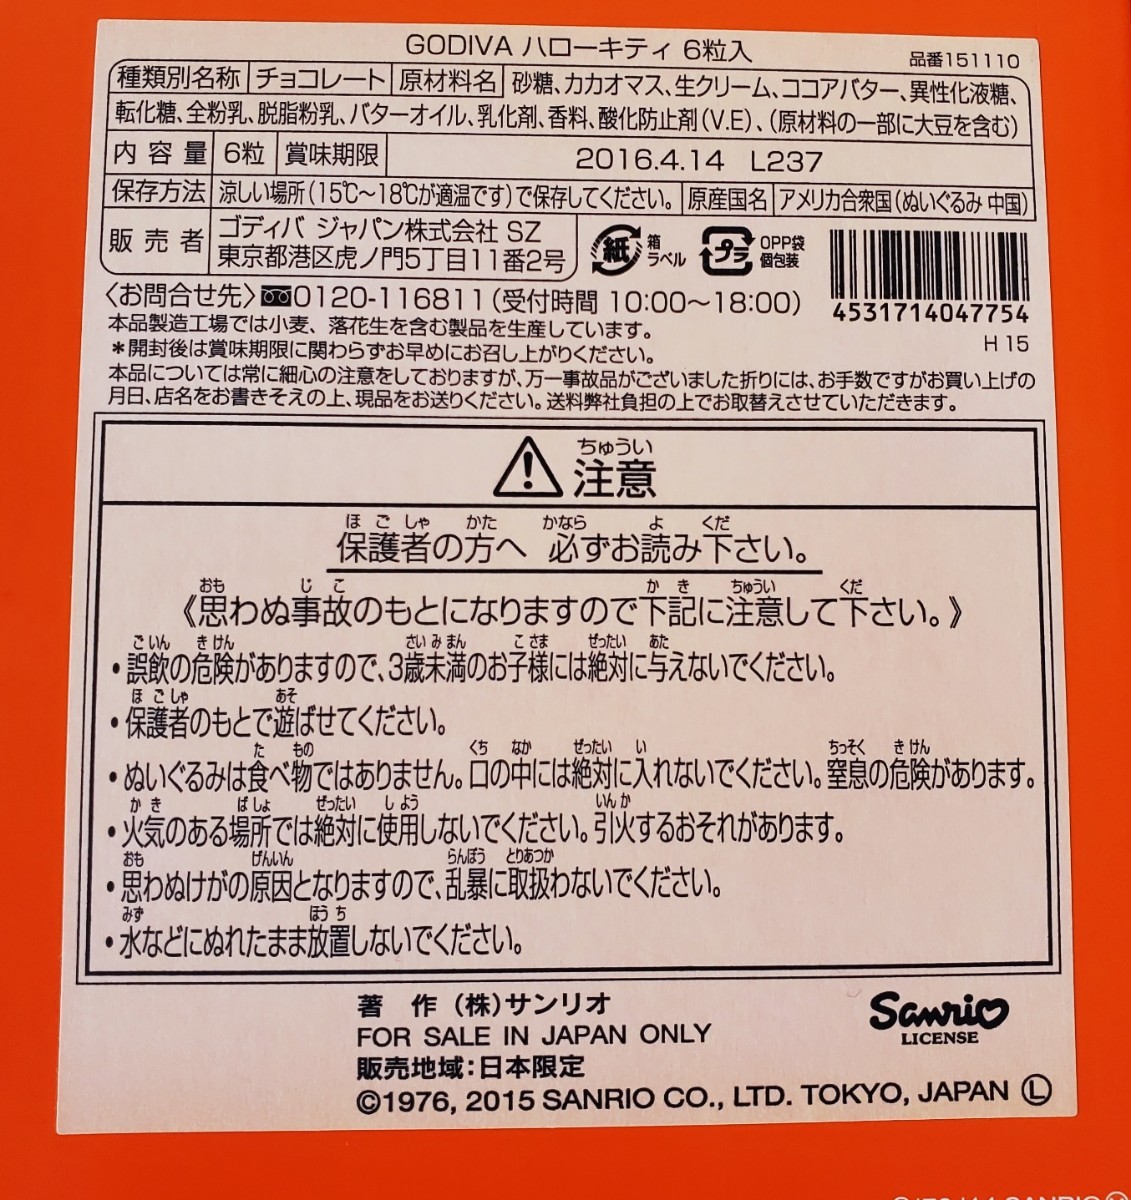 GODIVA ハローキティ 6粒入
品番151110
種類別名称 チョコレート 原材料名 砂糖、カカオマス、生クリーム、ココアバター、異性化液糖、
転化糖、全粉乳、脱脂粉乳、バターオイル、乳化剤、香料、酸化防止剤(V.E)、(原材料の一部に大豆を含む)
内容量 6粒 賞味期限 2016.4.14 L237
保存方法 涼しい場所(15℃〜18℃が適温です)で保存してください。 原産国名 アメリカ合衆国(ぬいぐるみ 中国)
販売者 ゴディバ ジャパン株式会社 SZ
東京都港区虎ノ門5丁目11番2号
紙 箱 ラベル プラ OPP袋 個包装
4531714047754
〈お問合せ先〉0120-116811(受付時間 10:00〜18:00)
H 15
本品製造工場では小麦、落花生を含む製品を生産しています。
＊開封後は賞味期限に関わらずお早めにお召し上がりください。
本品については常に細心の注意をしておりますが、万一事故品がございました折りには、お手数ですがお買い上げの
月日、店名をお書きそえの上、現品をお送りください。送料弊社負担の上でお取替えさせていただきます。
ちゅうい
注意
ほごしゃ かた かなら よ くだ
保護者の方へ 必ずお読み下さい。
おも じこ かき ちゅうい くだ
《思わぬ事故のもとになりますので下記に注意して下さい。》
ごいん きけん さいみまん こさま ぜったい あた
・誤飲の危険がありますので、3歳未満のお子様には絶対に与えないでください。
ほごしゃ あそ
・保護者のもとで遊ばせてください。
た もの くち なか ぜったい い ちっそく きけん
・ぬいぐるみは食べ物ではありません。口の中には絶対に入れないでください。窒息の危険があります。
かき ばしょ ぜったい しよう いんか
・火気のある場所では絶対に使用しないでください。引火するおそれがあります。
おも げんいん らんぼう とりあつか
・思わぬけがの原因となりますので、乱暴に取扱わないでください。
みず ほうち
・水などにぬれたまま放置しないでください。
著 作 (株)サンリオ
FOR SALE IN JAPAN ONLY
販売地域:日本限定
©1976, 2015 SANRIO CO., LTD. TOKYO, JAPAN Ⓛ
Sanrio
LICENSE